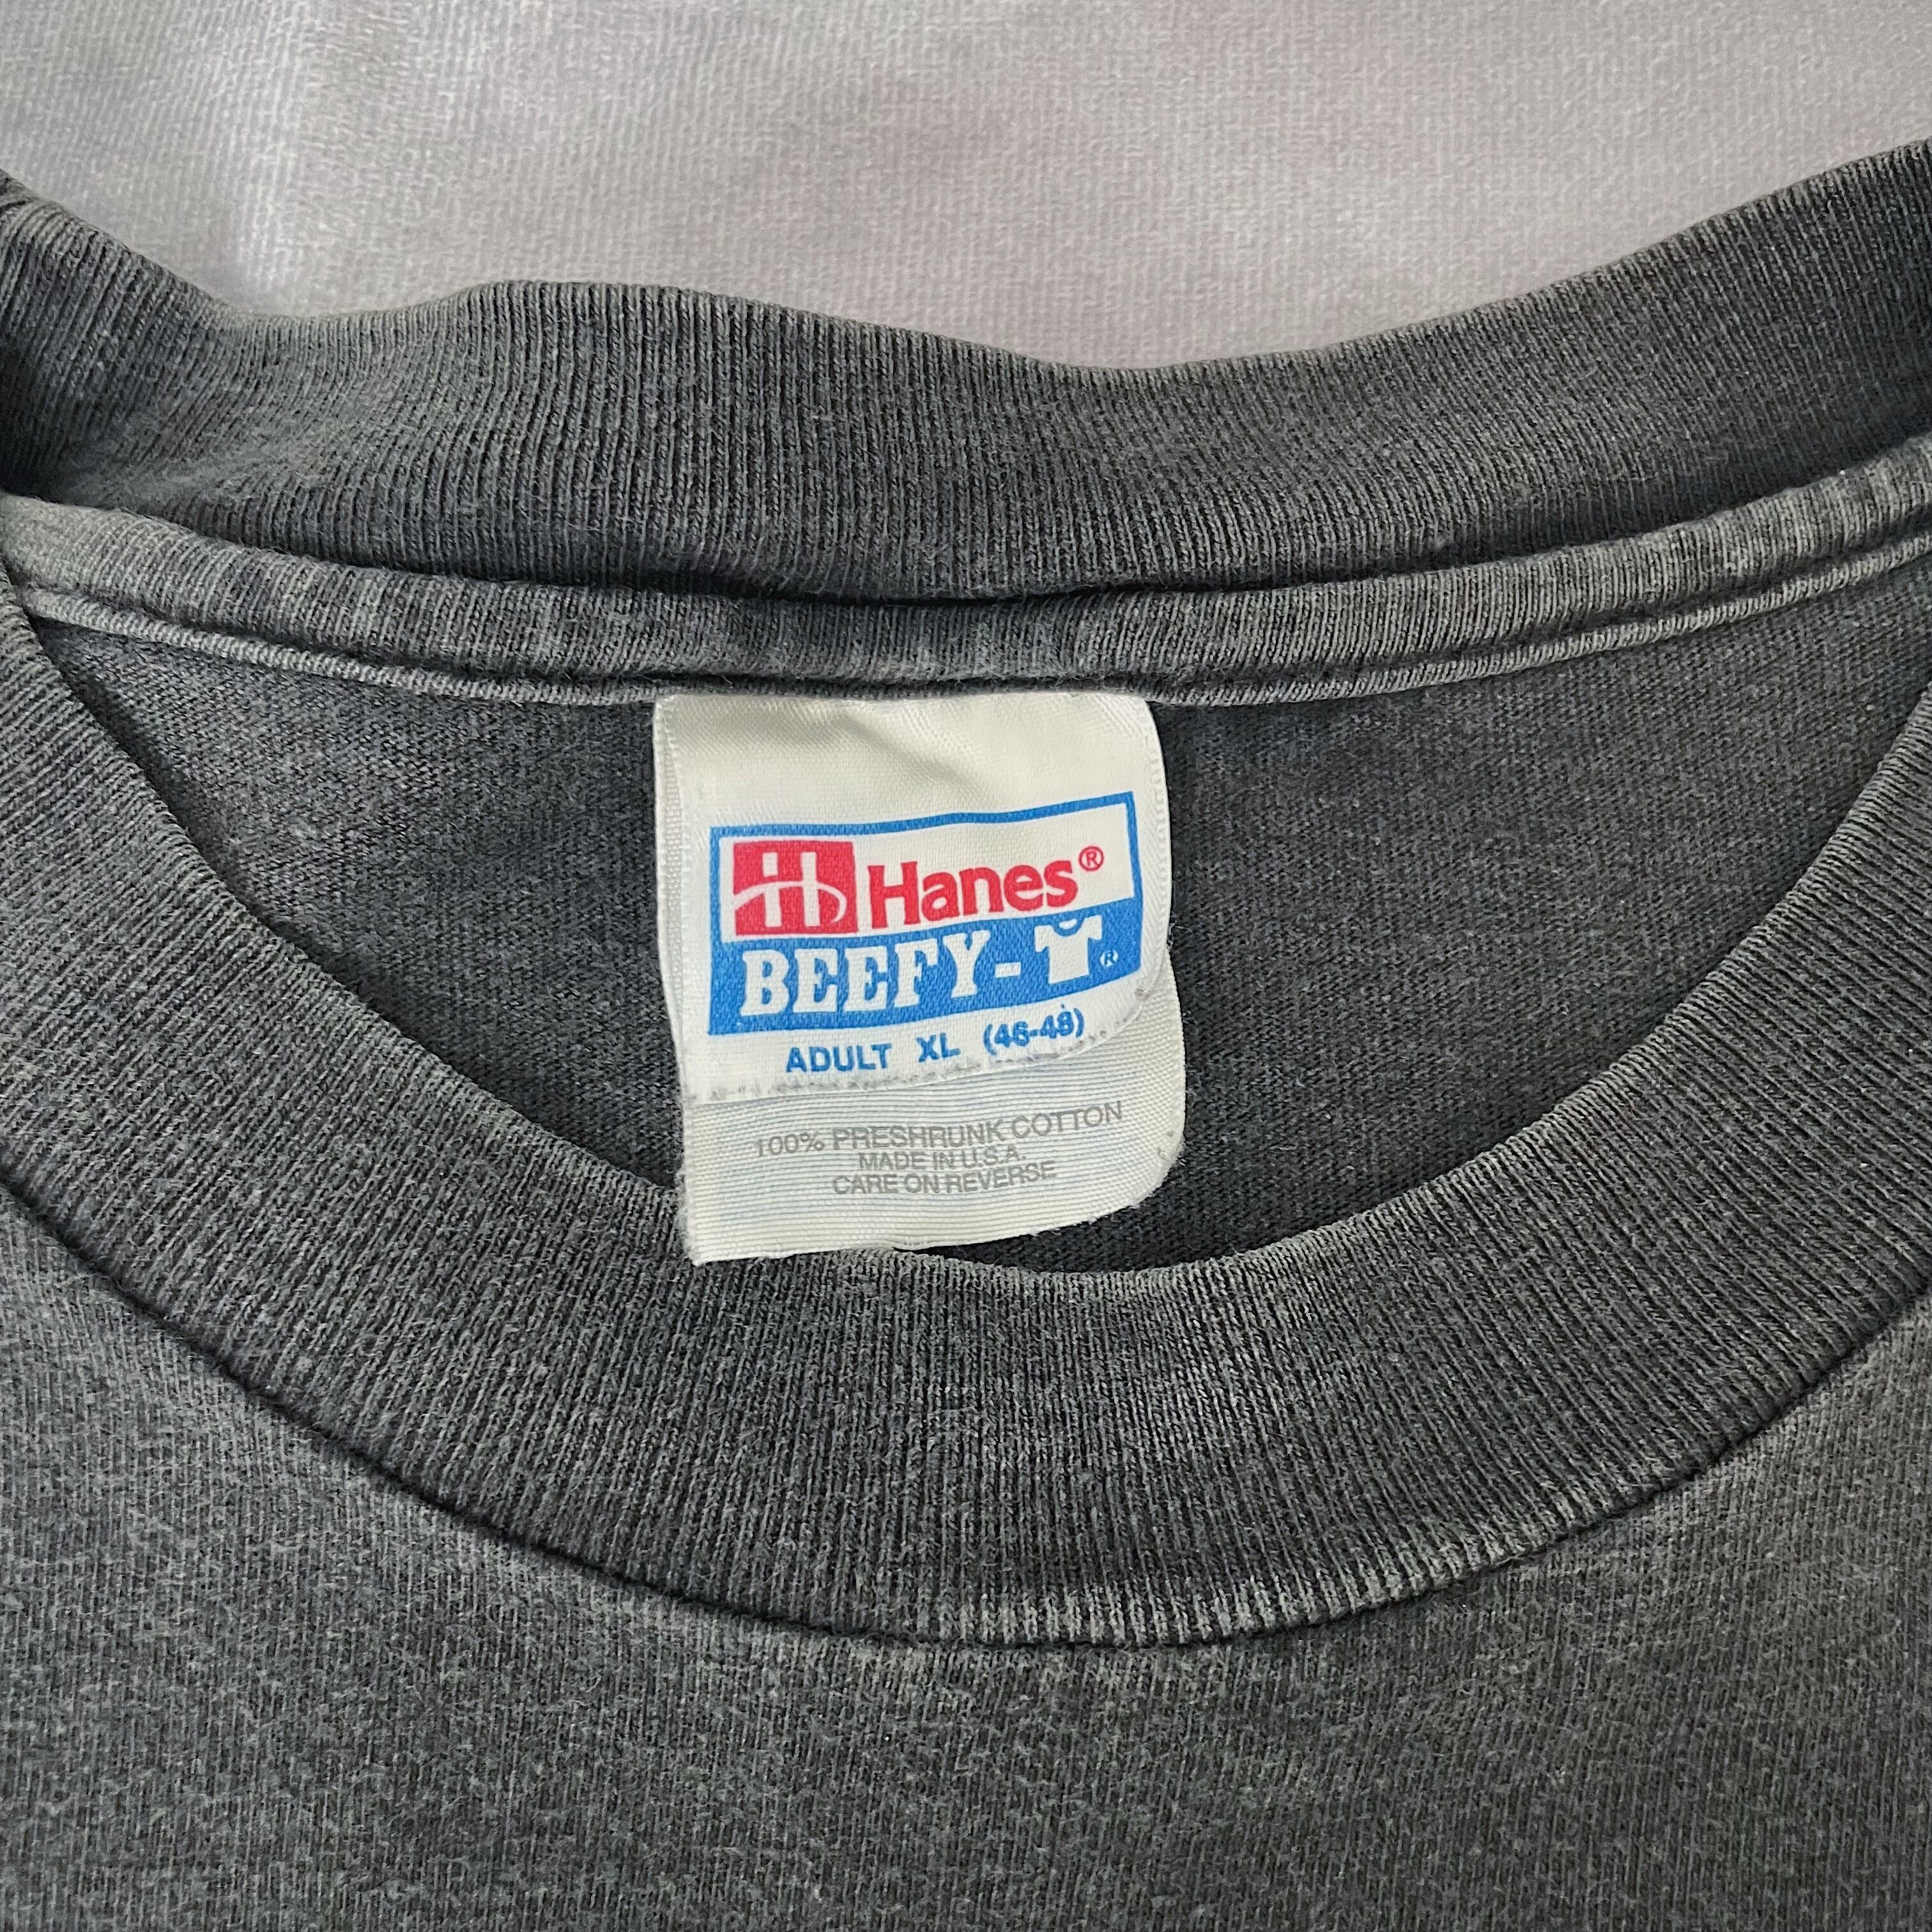 Hanes®
BEEFY-T®
ADULT XL (46-48)
100% PRESHRUNK COTTON
MADE IN U.S.A.
CARE ON REVERSE